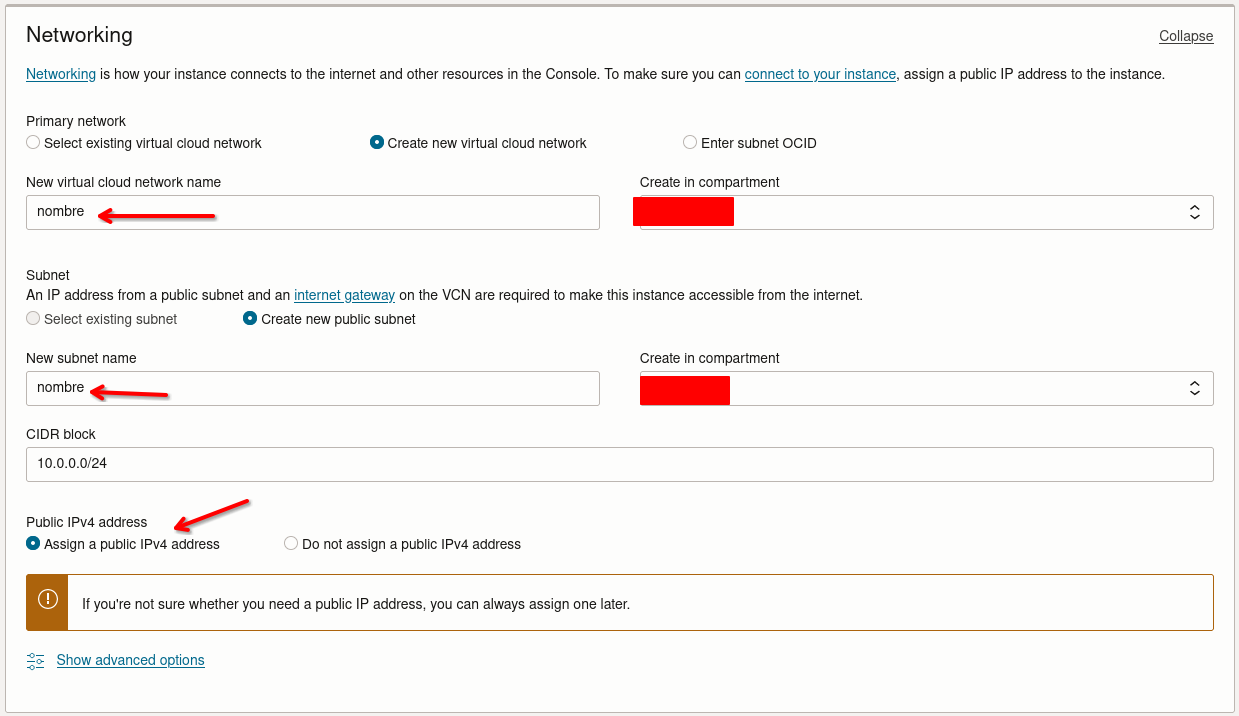 Networking
Collapse
Networking is how your instance connects to the internet and other resources in the Console. To make sure you can connect to your instance, assign a public IP address to the instance.
Primary network
Select existing virtual cloud network
Create new virtual cloud network
Enter subnet OCID
New virtual cloud network name
Create in compartment
nombre
Subnet
An IP address from a public subnet and an internet gateway on the VCN are required to make this instance accessible from the internet.
Select existing subnet
Create new public subnet
New subnet name
Create in compartment
nombre
CIDR block
10.0.0.0/24
Public IPv4 address
Assign a public IPv4 address
Do not assign a public IPv4 address
If you're not sure whether you need a public IP address, you can always assign one later.
Show advanced options